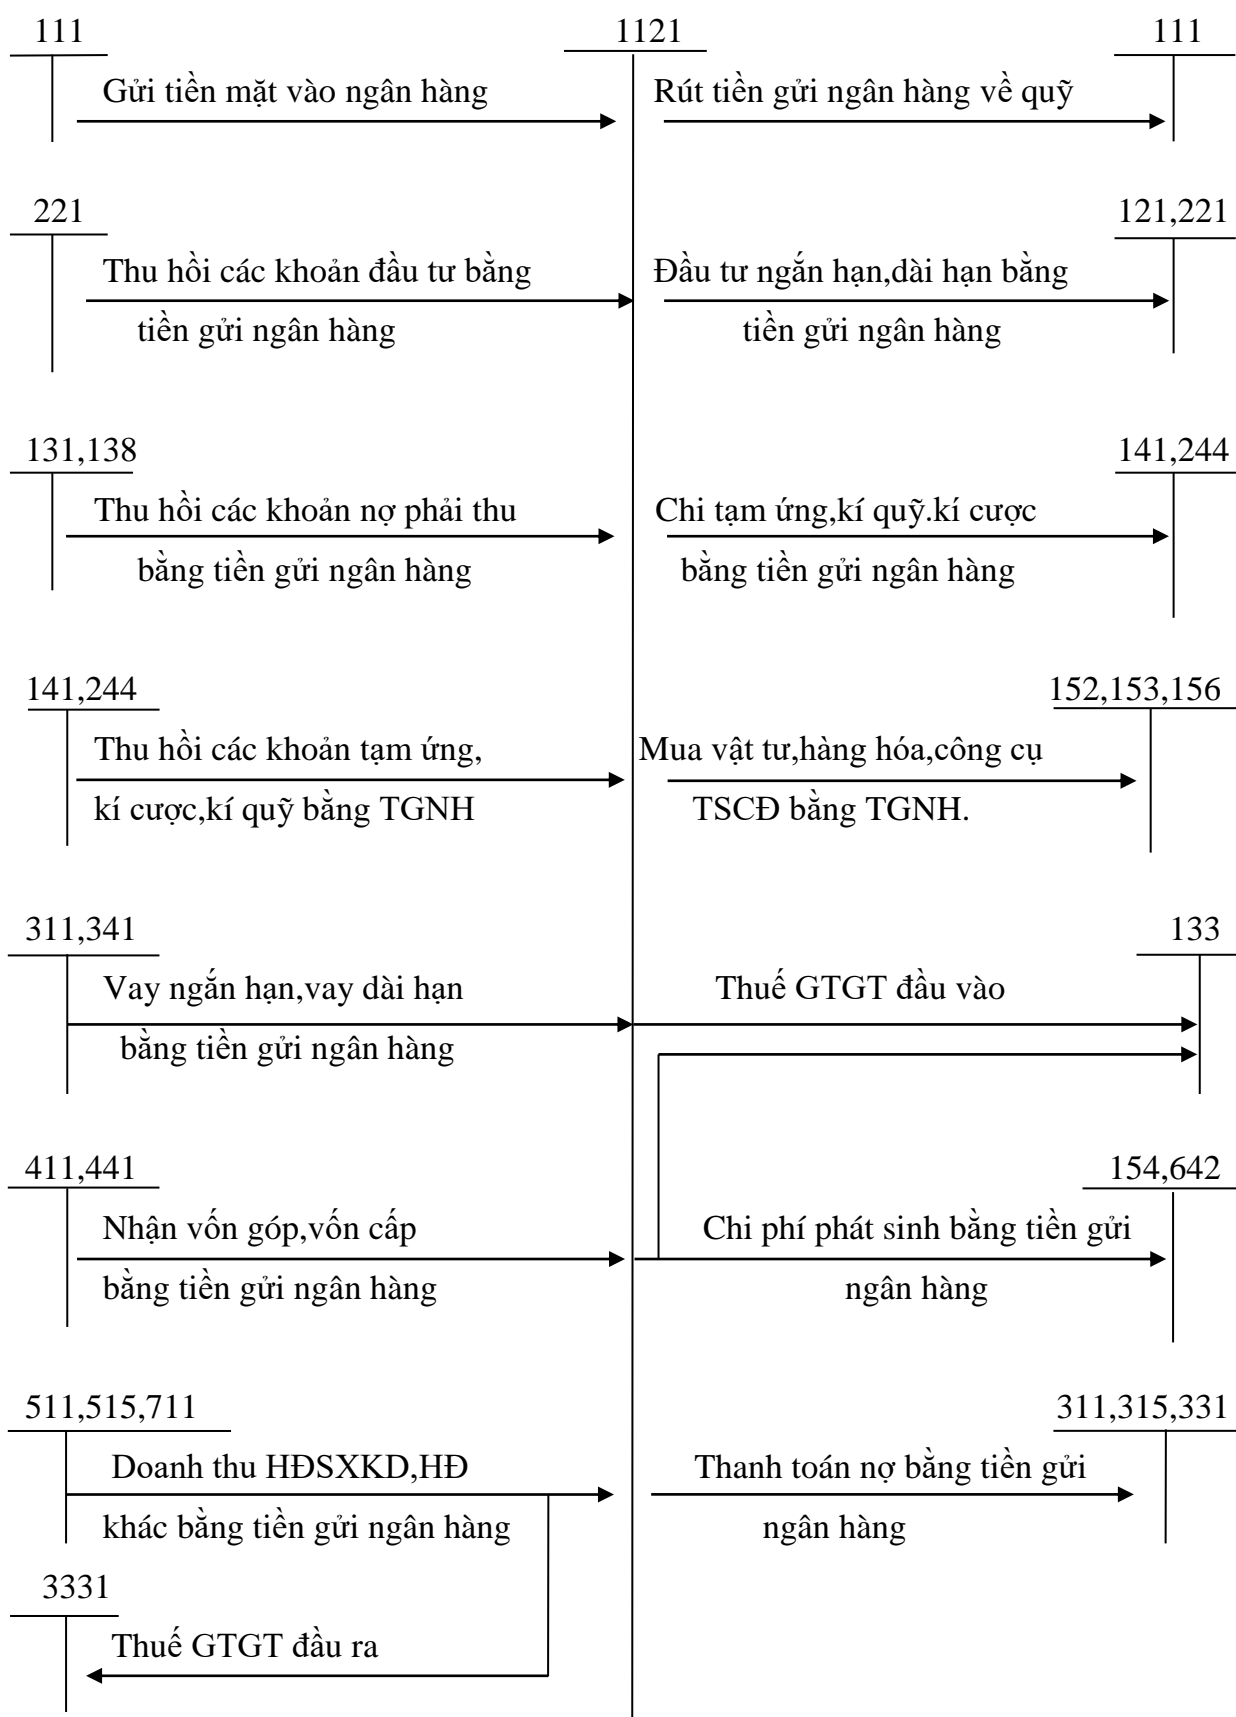 111
1121
111
Gửi tiền mặt vào ngân hàng
Rút tiền gửi ngân hàng về quỹ
221
121,221
Thu hồi các khoản đầu tư bằng
tiền gửi ngân hàng
Đầu tư ngắn hạn,dài hạn bằng
tiền gửi ngân hàng
131,138
141,244
Thu hồi các khoản nợ phải thu
bằng tiền gửi ngân hàng
Chi tạm ứng,kí quỹ.kí cược
bằng tiền gửi ngân hàng
141,244
152,153,156
Thu hồi các khoản tạm ứng,
kí cược,kí quỹ bằng TGNH
Mua vật tư,hàng hóa,công cụ
TSCĐ bằng TGNH.
311,341
133
Vay ngắn hạn,vay dài hạn
bằng tiền gửi ngân hàng
Thuế GTGT đầu vào
411,441
154,642
Nhận vốn góp,vốn cấp
bằng tiền gửi ngân hàng
Chi phí phát sinh bằng tiền gửi
ngân hàng
511,515,711
311,315,331
Doanh thu HĐSXKD,HĐ
khác bằng tiền gửi ngân hàng
Thanh toán nợ bằng tiền gửi
ngân hàng
3331
Thuế GTGT đầu ra